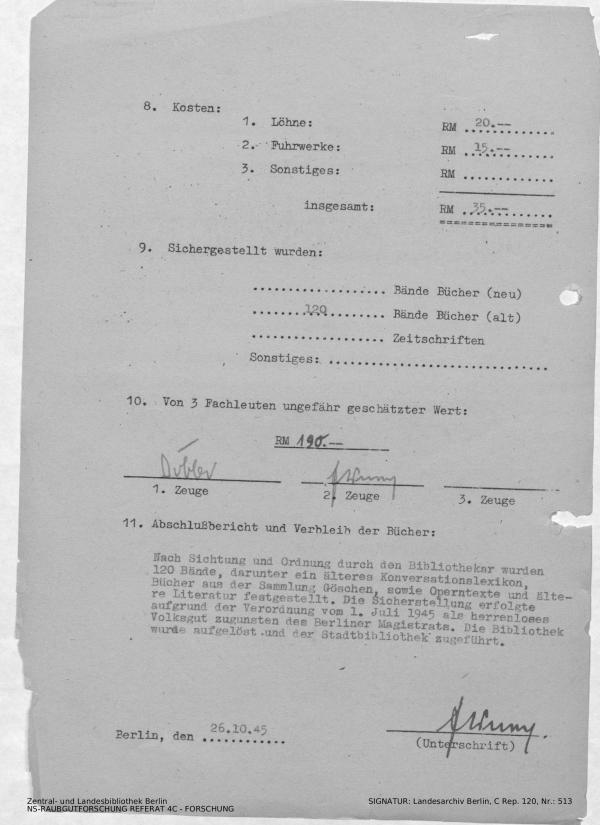 8. Kosten:
1. Löhne: RM ..20.--......
2. Fuhrwerke: RM ..15.--......
3. Sonstiges: RM .............
insgesamt: RM ..35.--......
9. Sichergestellt wurden:
................... Bände Bücher (neu)
........120........ Bände Bücher (alt)
................... Zeitschriften
Sonstiges: ................................
10. Von 3 Fachleuten ungefähr geschätzter Wert:
RM 190.--
1. Zeuge 2. Zeuge 3. Zeuge
11. Abschlußbericht und Verbleib der Bücher:
Nach Sichtung und Ordnung durch den Bibliothekar wurden
120 Bände, darunter ein älteres Konversationslexikon,
Bücher aus der Sammlung Göschen, sowie Operntexte und älte-
re Literatur festgestellt. Die Sicherstellung erfolgte
aufgrund der Verordnung vom 1. Juli 1945 als herrenloses
Volksgut zugunsten des Berliner Magistrats. Die Bibliothek
wurde aufgelöst und der Stadtbibliothek zugeführt.
Berlin, den 26.10.45
(Unterschrift)
Zentral- und Landesbibliothek Berlin
NS-RAUBGUTFORSCHUNG REFERAT 4C - FORSCHUNG
SIGNATUR: Landesarchiv Berlin, C Rep. 120, Nr.: 513